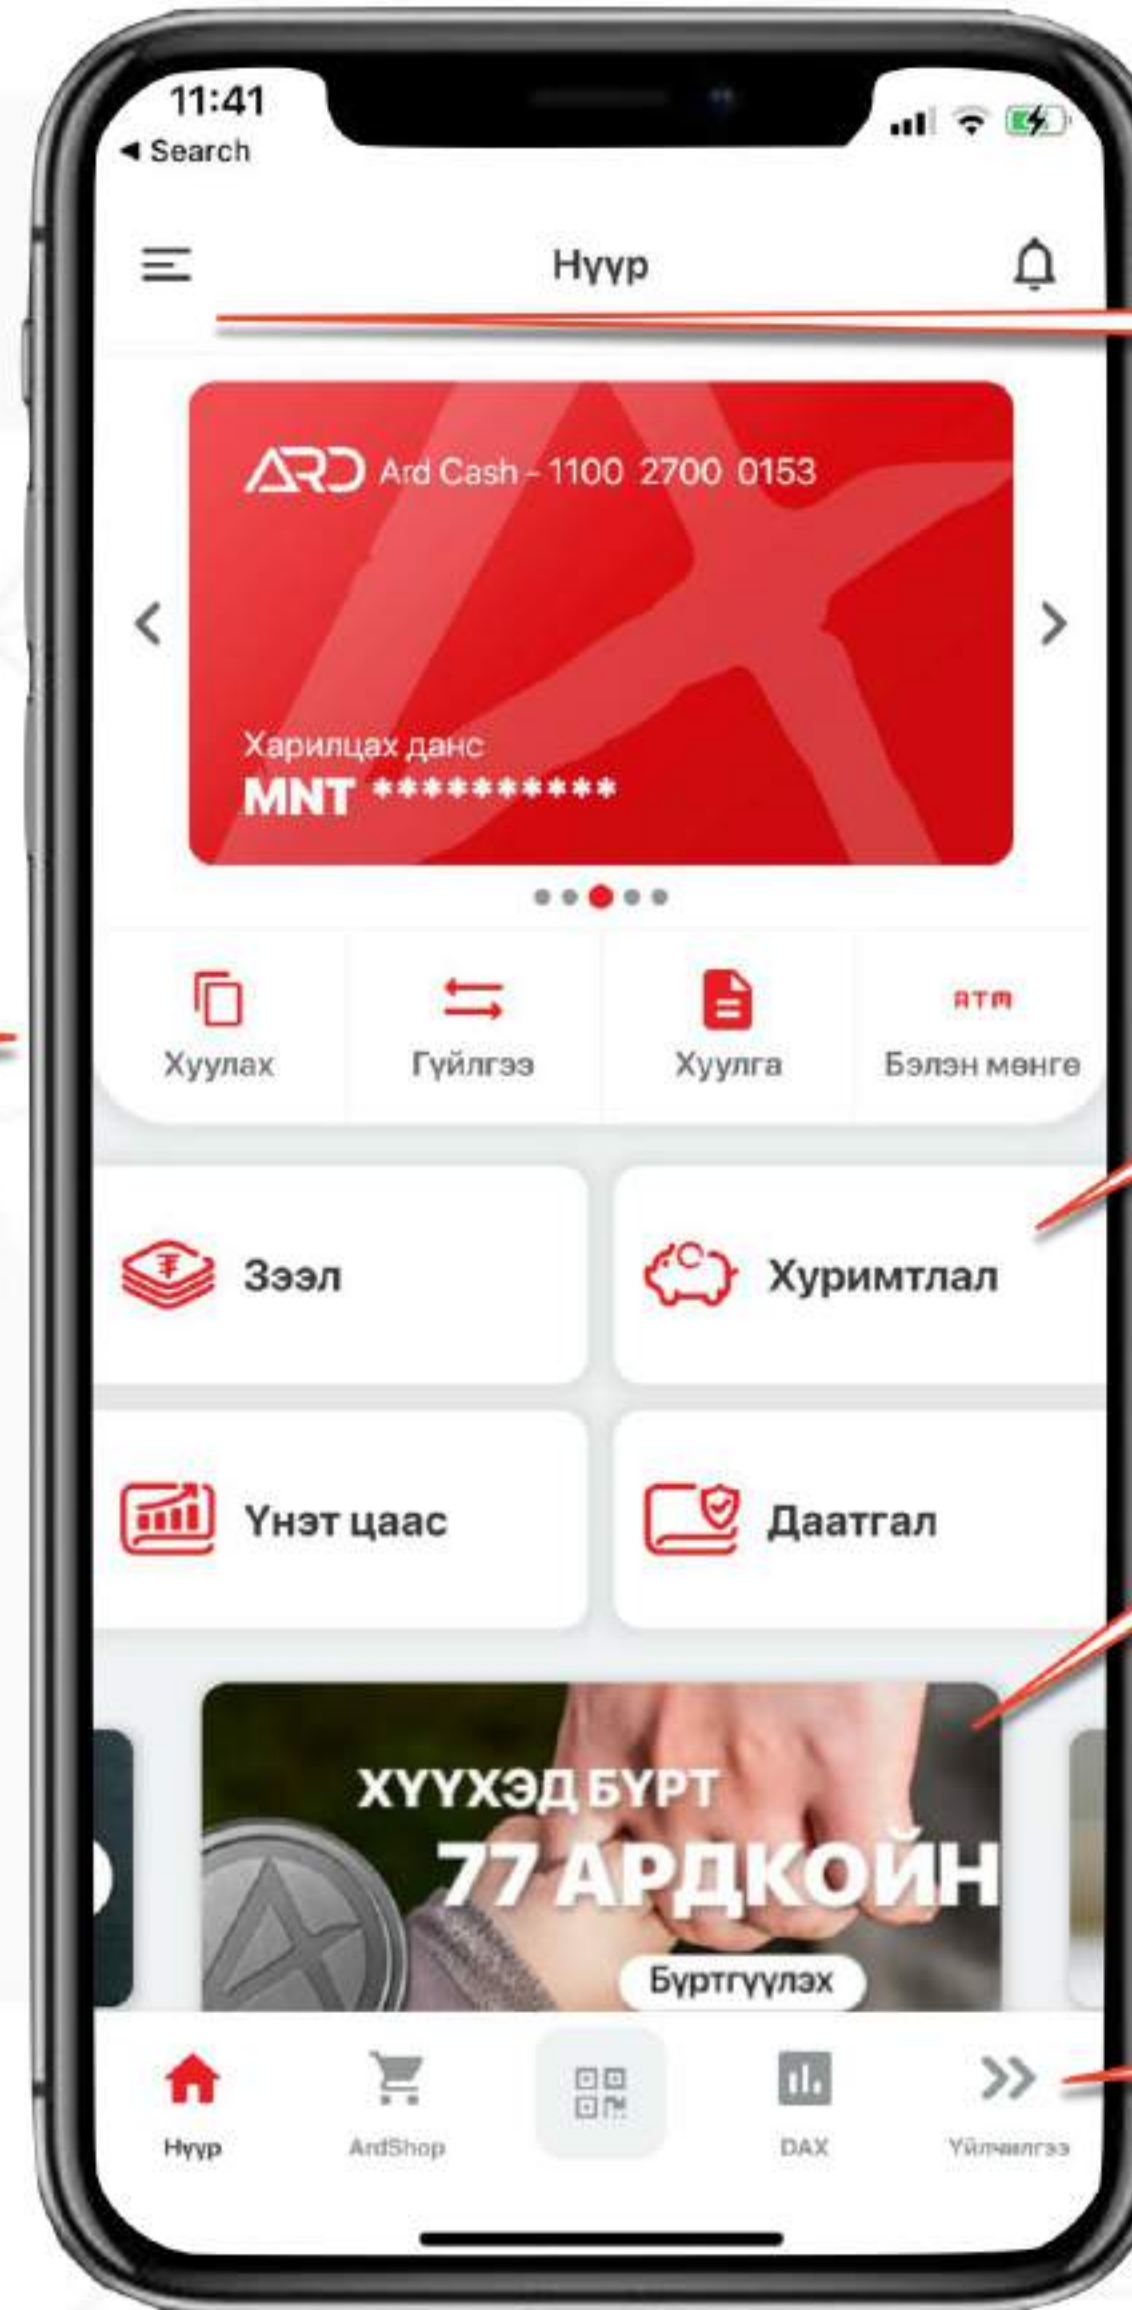 11:41
◀ Search
Нүүр
ARD Ard Cash - 1100 2700 0153
Харилцах данс
MNT **********
Хуулах
Гүйлгээ
Хуулга
ATM
Бэлэн мөнгө
Зээл
Хуримтлал
Үнэт цаас
Даатгал
ХҮҮХЭД БҮРТ
77 АРДКОЙН
Бүртгүүлэх
Нүүр
ArdShop
DAX
Үйлчилгээ